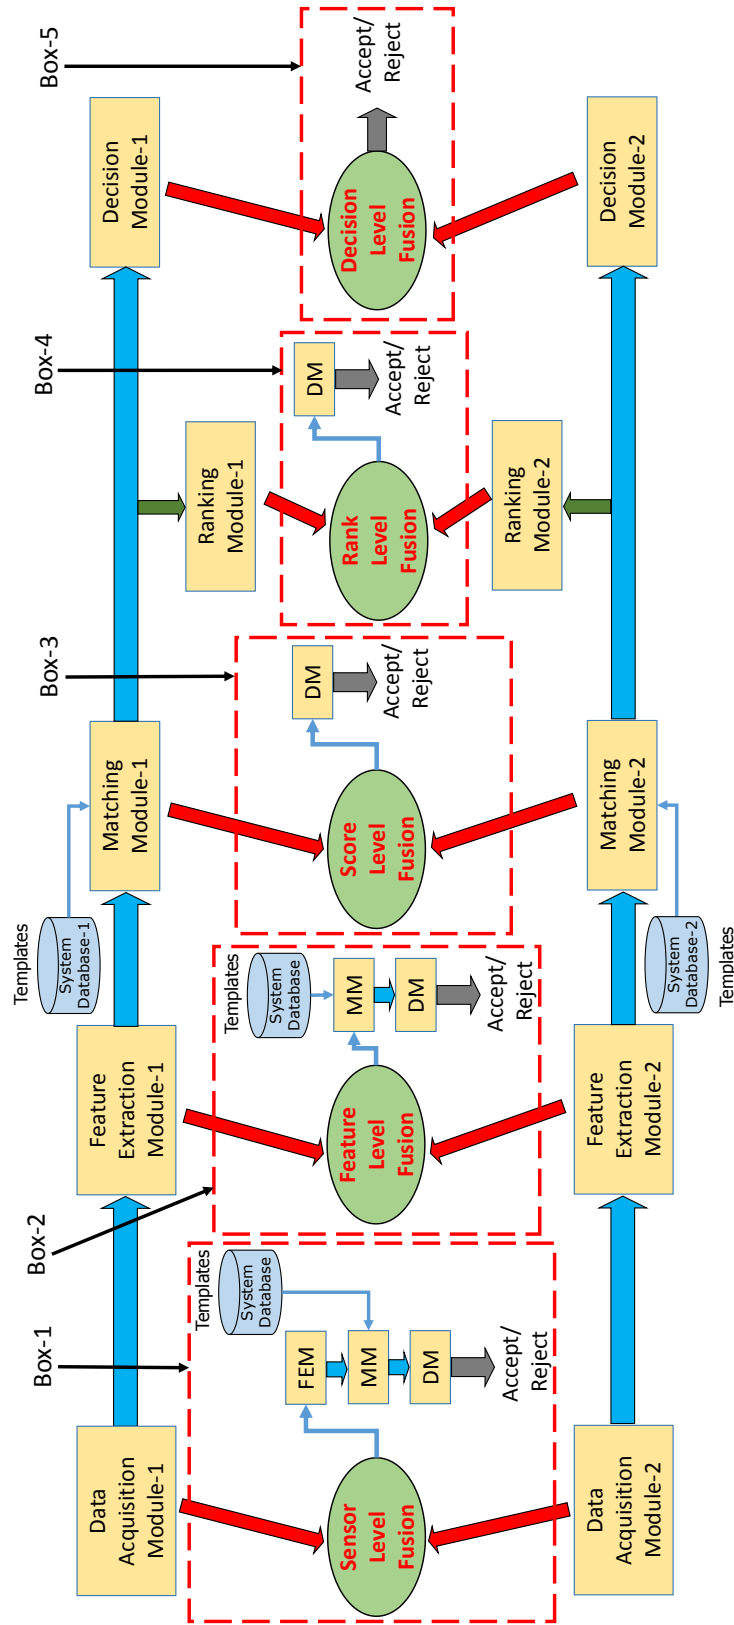 Box-1
Box-2
Box-3
Box-4
Box-5
Data
Acquisition
Module-1
Feature
Extraction
Module-1
Templates
System
Database-1
Matching
Module-1
Ranking
Module-1
Decision
Module-1
Sensor
Level
Fusion
FEM
MM
DM
Templates
System
Database
Accept/
Reject
Feature
Level
Fusion
Templates
System
Database
MM
DM
Accept/
Reject
Score
Level
Fusion
DM
Accept/
Reject
Rank
Level
Fusion
DM
Accept/
Reject
Decision
Level
Fusion
Accept/
Reject
Data
Acquisition
Module-2
Feature
Extraction
Module-2
Matching
Module-2
System
Database-2
Templates
Ranking
Module-2
Decision
Module-2